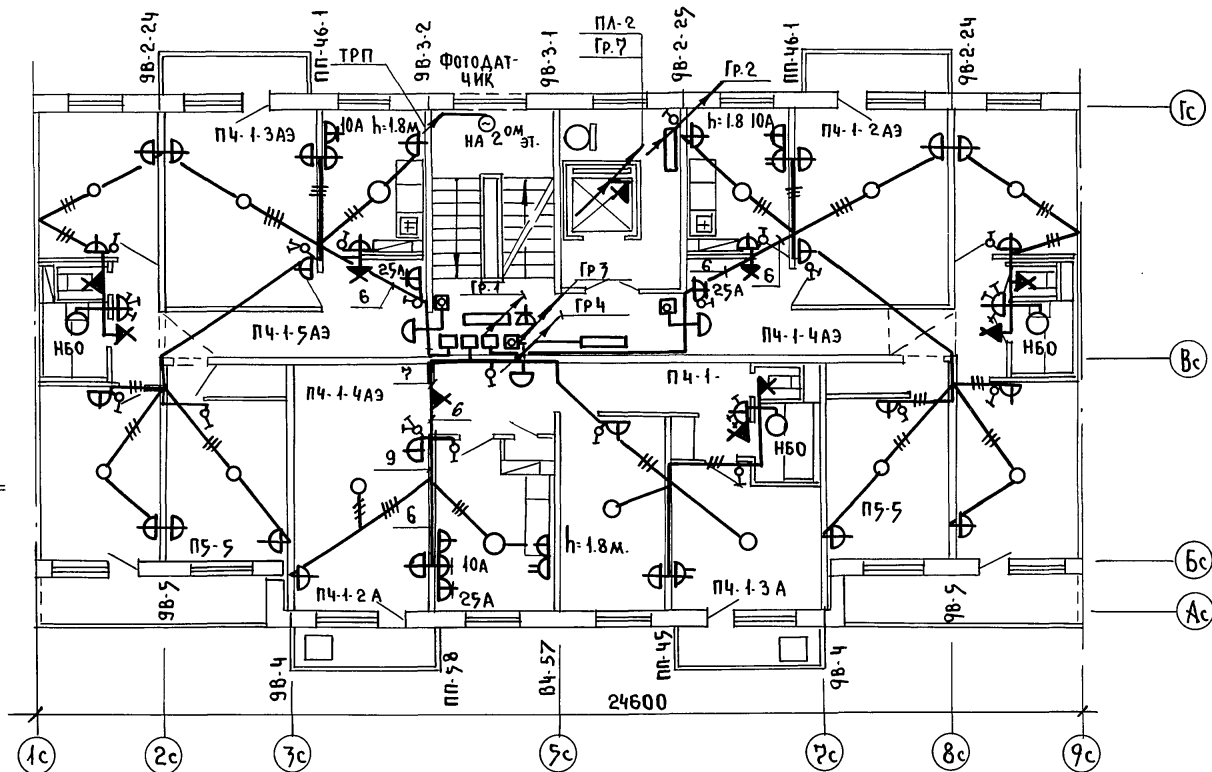 9В-2-24
ПП-46-1
ТРП
9В-3-2
ФОТОДАТ-
ЧИК
9В-3-1
ПЛ-2
Гр.7
9В-2-25
Гр.2
ПП-46-1
9В-2-24
Гс
П4-1-3АЭ
10А h=1.8м
НА 2ом
эт.
h=1.8 10А
П4-1-2АЭ
6
25А
Гр.1
Гр3
Гр4
6
25А
6
П4-1-5АЭ
П4-1-4АЭ
НБО
НБО
Вс
П4-1-4АЭ
7
6
П4-1-
НБО
9
6
П5-5
10А
25А
h=1.8м.
П5-5
Бс
П4-1-2А
П4-1-3А
Ас
9В-5
9В-4
ПП-58
В4-57
ПП-45
9В-4
9В-5
24600
1с
2с
3с
5с
7с
8с
9с